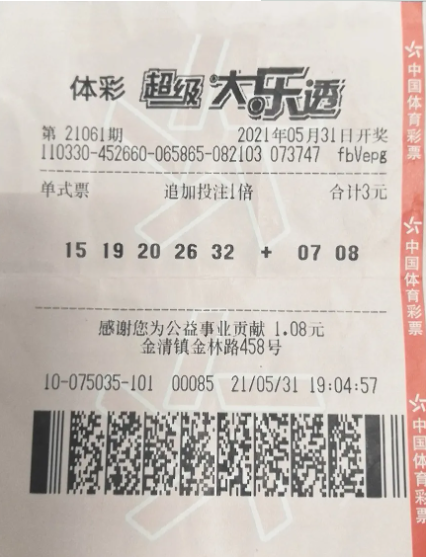 体彩 超级大乐透
第 21061期 2021年05月31日开奖
110330-452660-065865-082103 073747 fbVepg
单式票 追加投注1倍 合计3元
15 19 20 26 32 + 07 08
感谢您为公益事业贡献 1.08元
金清镇金林路458号
10-075035-101 00085 21/05/31 19:04:57
中国体育彩票
中国体育彩票
中国体育彩票